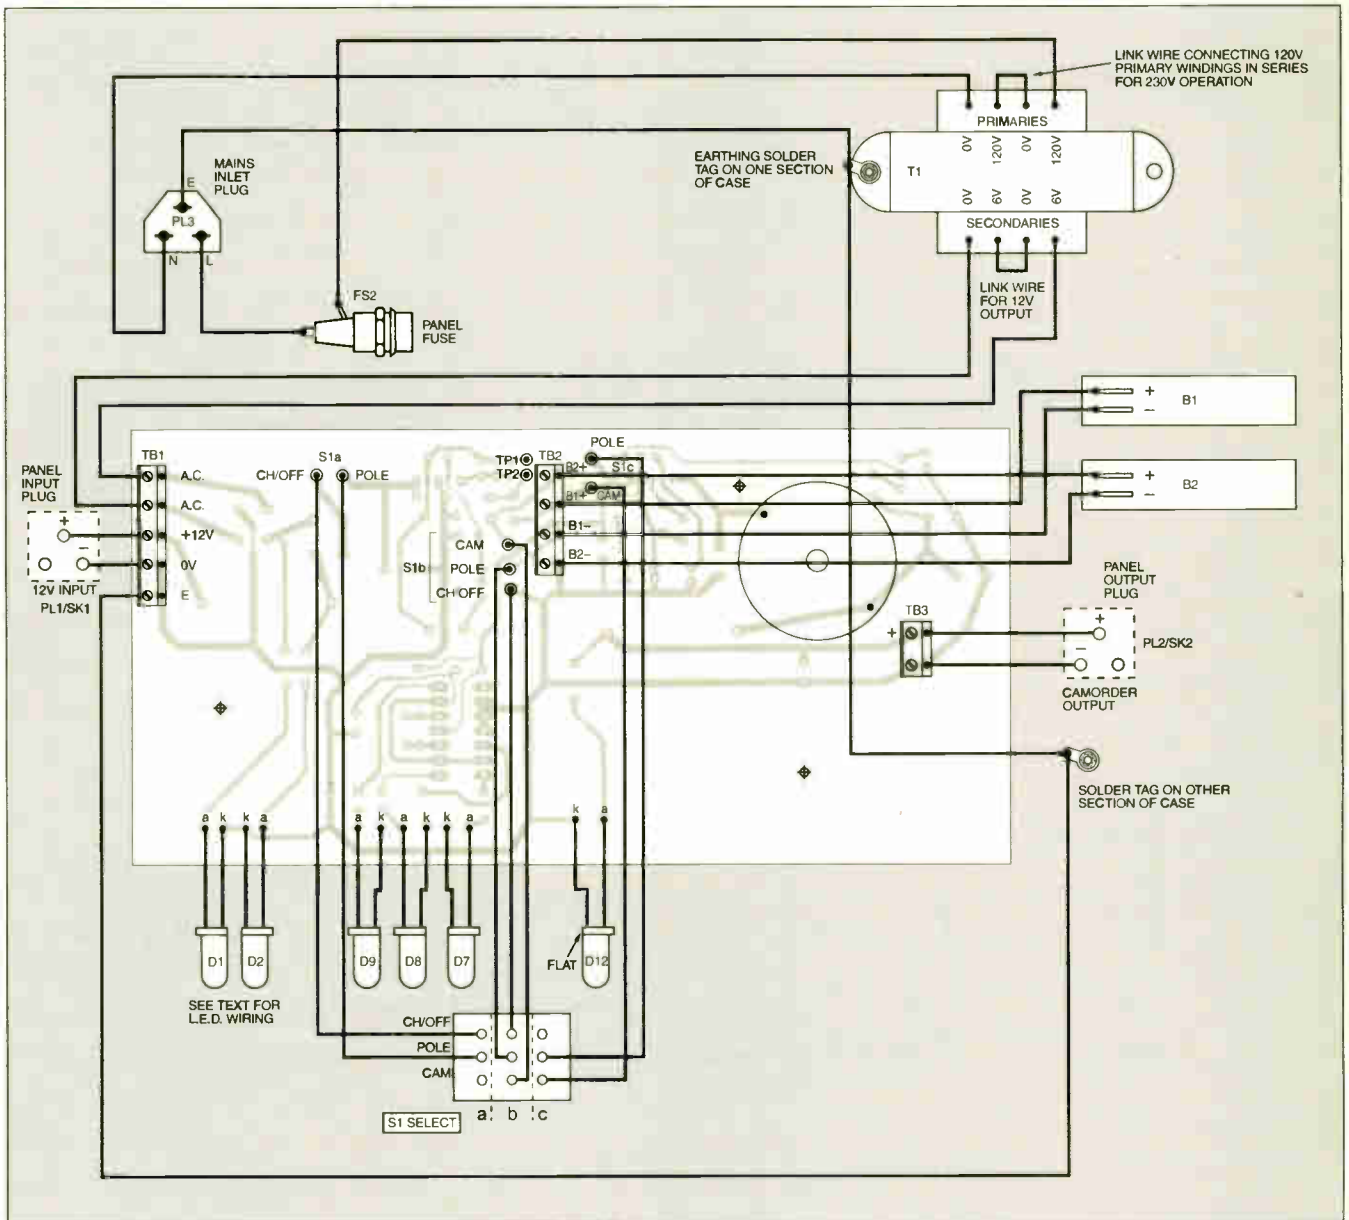 LINK WIRE CONNECTING 120V
PRIMARY WINDINGS IN SERIES
FOR 230V OPERATION
PRIMARIES
0V 120V 0V 120V
T1
0V 6V 0V 6V
SECONDARIES
LINK WIRE
FOR 12V
OUTPUT
EARTHING SOLDER
TAG ON ONE SECTION
OF CASE
MAINS
INLET
PLUG
E
PL3
N L
FS2
PANEL
FUSE
+ B1
−
+ B2
−
PANEL
INPUT
PLUG
+
−
12V INPUT
PL1/SK1
TB1
A.C.
A.C.
+12V
0V
E
S1a
CH/OFF POLE
TP1
TP2
TB2
B2+
B1+
B1−
B2−
POLE
S1c
CAM
S1b
CAM
POLE
CH/OFF
TB3
+
PANEL
OUTPUT
PLUG
+
−
PL2/SK2
CAMORDER
OUTPUT
SOLDER TAG ON OTHER
SECTION OF CASE
a k k a a k a k k a k a
D1 D2 D9 D8 D7 FLAT D12
SEE TEXT FOR
L.E.D. WIRING
CH/OFF
POLE
CAM
a b c
S1 SELECT